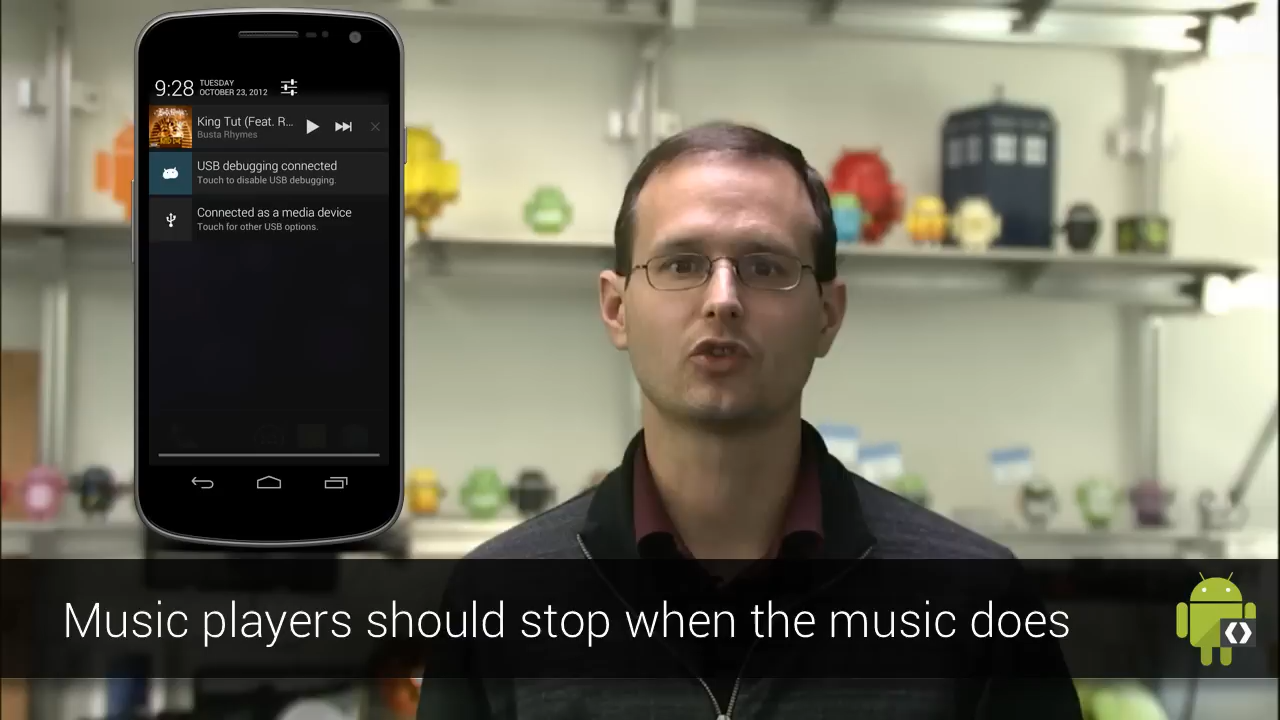 9:28
TUESDAY
OCTOBER 23, 2012
King Tut (Feat. R...
Busta Rhymes
USB debugging connected
Touch to disable USB debugging.
Connected as a media device
Touch for other USB options.
Music players should stop when the music does